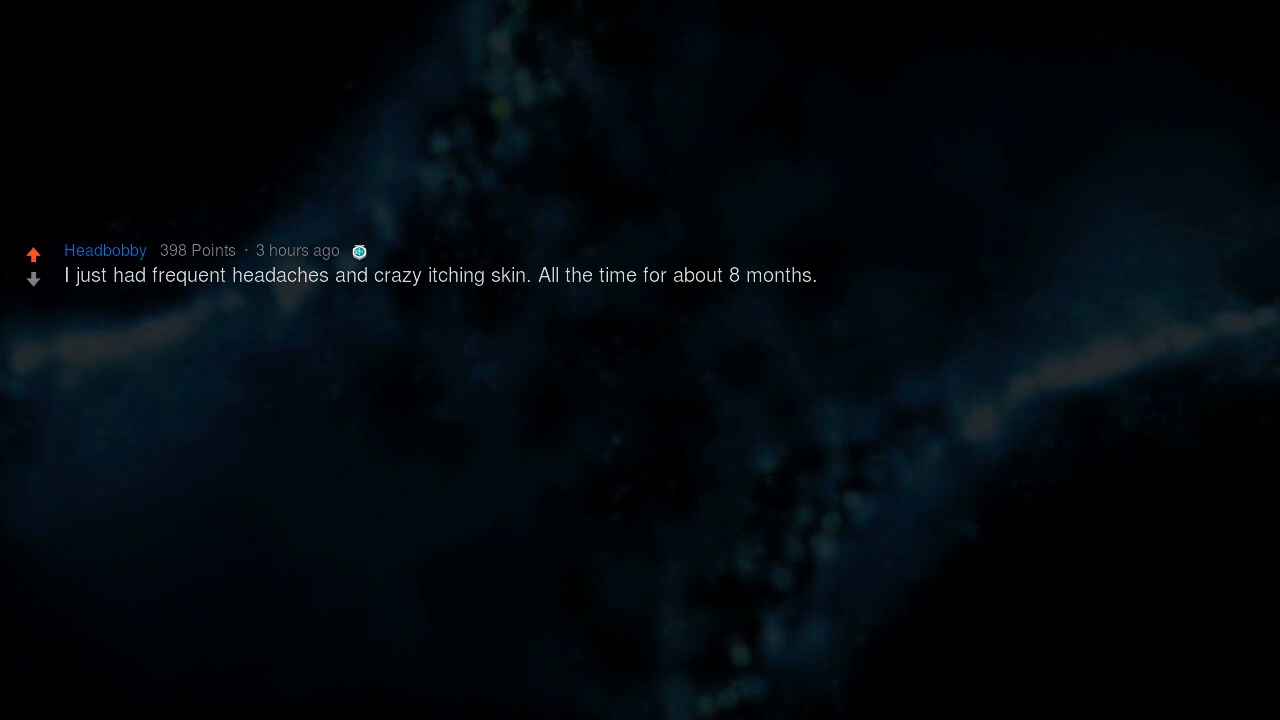 Headbobby 398 Points · 3 hours ago
I just had frequent headaches and crazy itching skin. All the time for about 8 months.